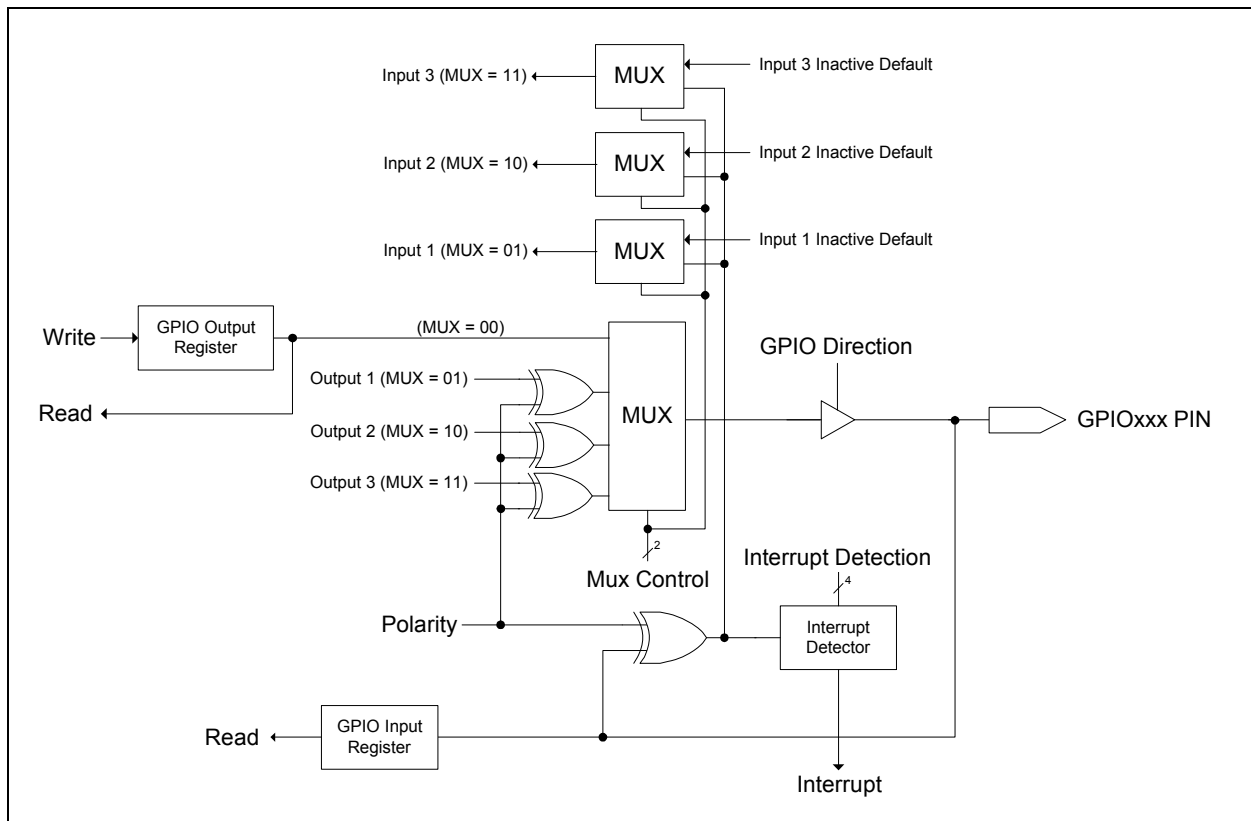 Input 3 (MUX = 11)
MUX
Input 3 Inactive Default
Input 2 (MUX = 10)
MUX
Input 2 Inactive Default
Input 1 (MUX = 01)
MUX
Input 1 Inactive Default
Write
GPIO Output
Register
(MUX = 00)
GPIO Direction
Read
Output 1 (MUX = 01)
MUX
GPIOxxx PIN
Output 2 (MUX = 10)
Output 3 (MUX = 11)
2
Mux Control
Interrupt Detection
4
Polarity
Interrupt
Detector
Read
GPIO Input
Register
Interrupt